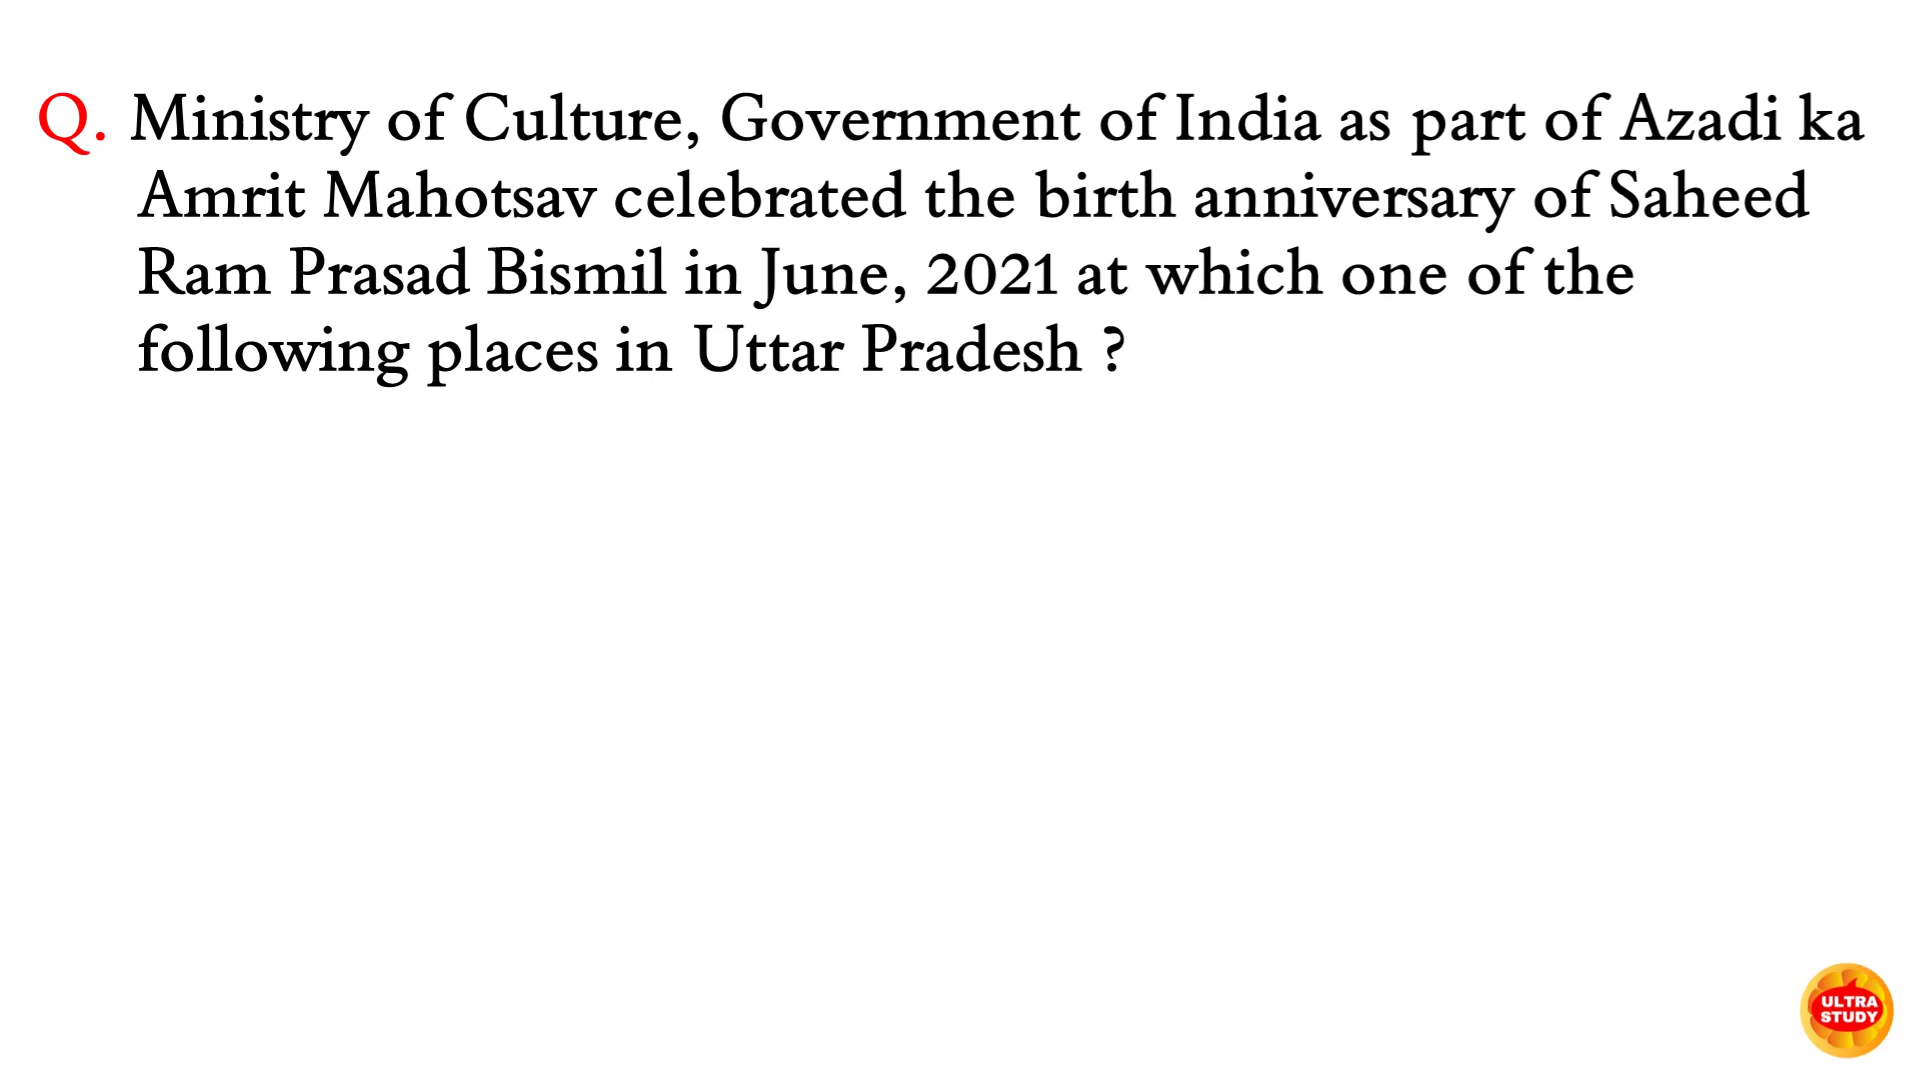 Q. Ministry of Culture, Government of India as part of Azadi ka
Amrit Mahotsav celebrated the birth anniversary of Saheed
Ram Prasad Bismil in June, 2021 at which one of the
following places in Uttar Pradesh ?
ULTRA
STUDY